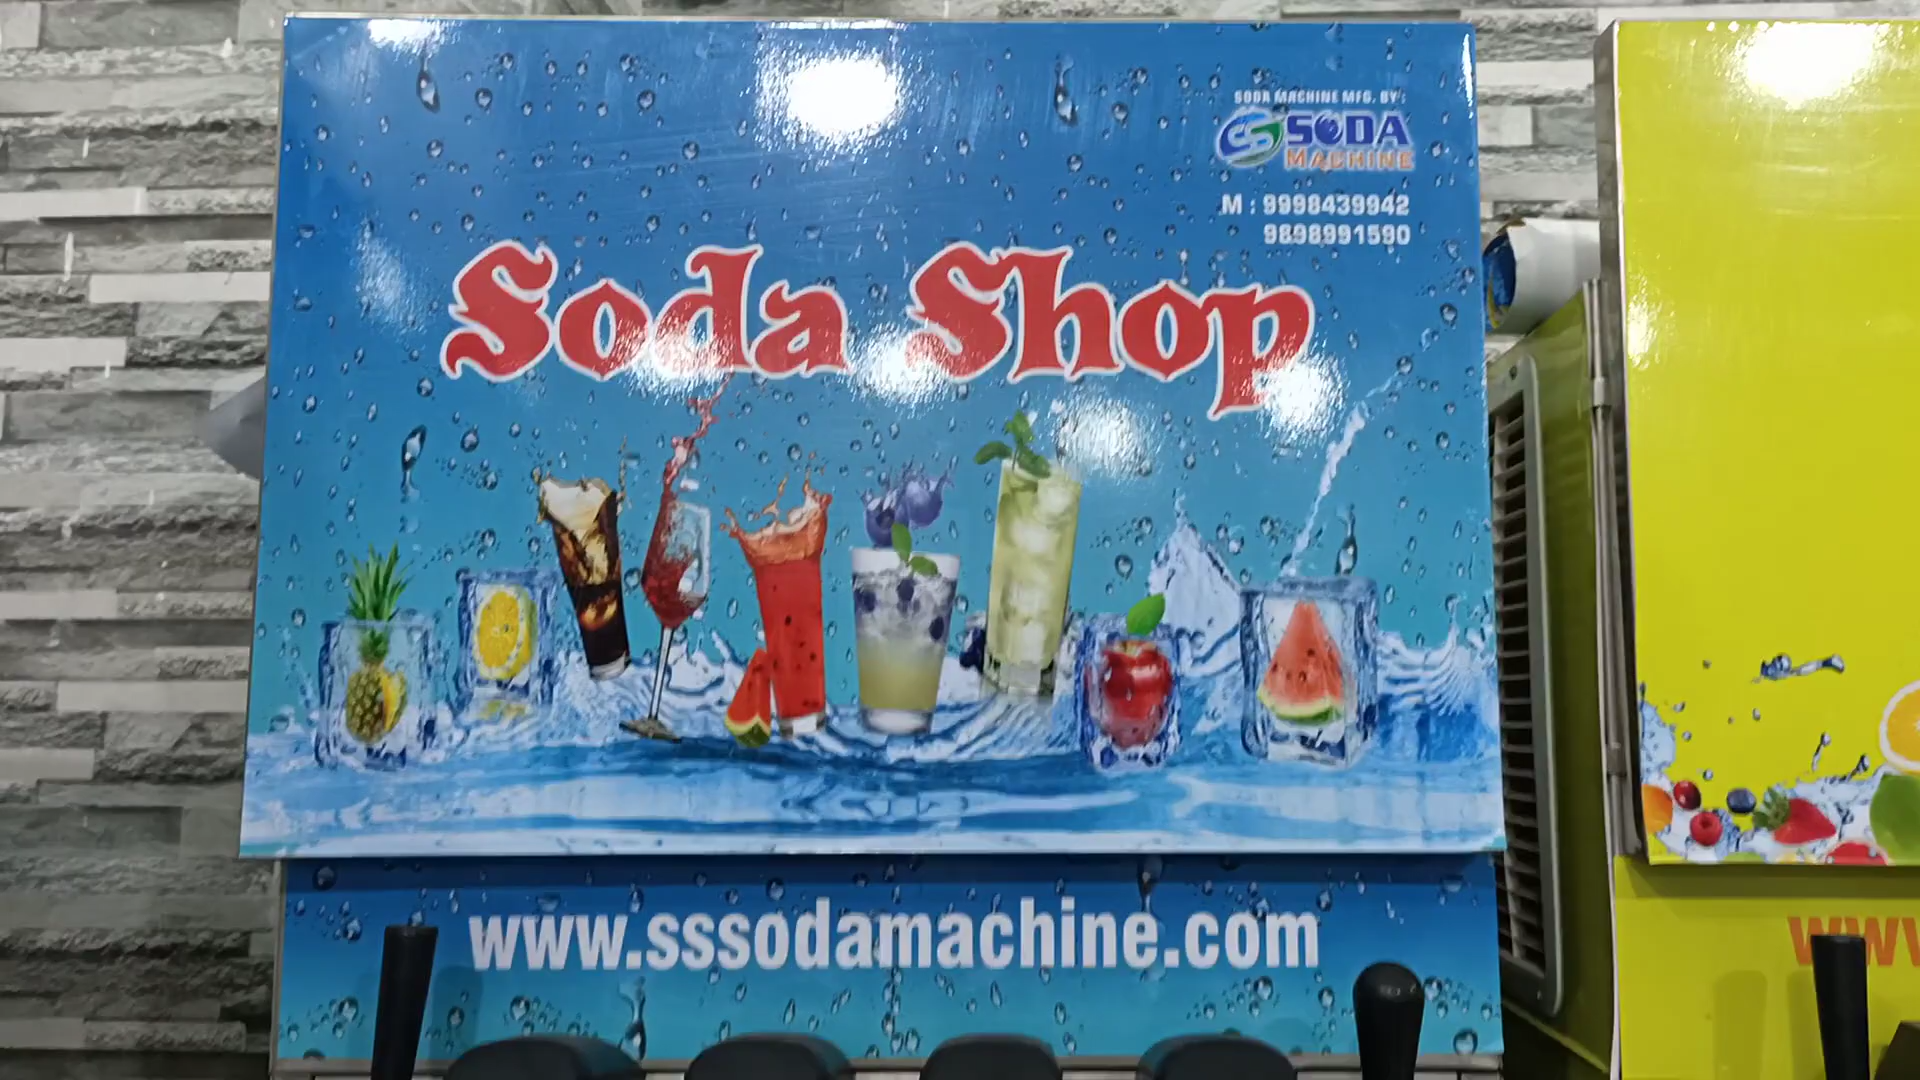 SODA MACHINE MFG. BY :
SS SODA
MACHINE
M : 9998439942
9898991590
Soda Shop
www.sssodamachine.com